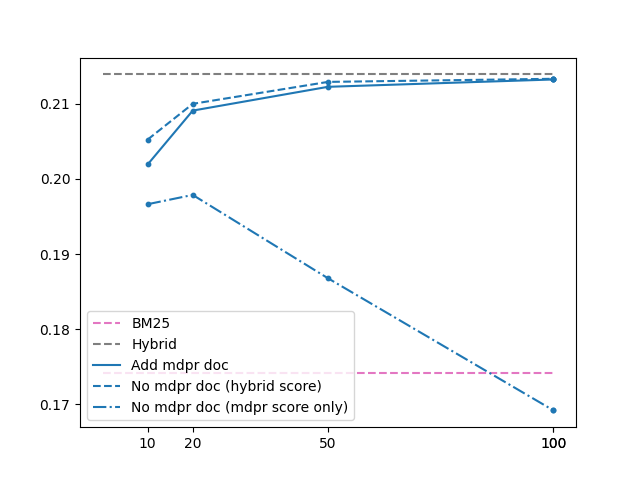 0.21
0.20
0.19
0.18
0.17
BM25
Hybrid
Add mdpr doc
No mdpr doc (hybrid score)
No mdpr doc (mdpr score only)
10 20 50 100